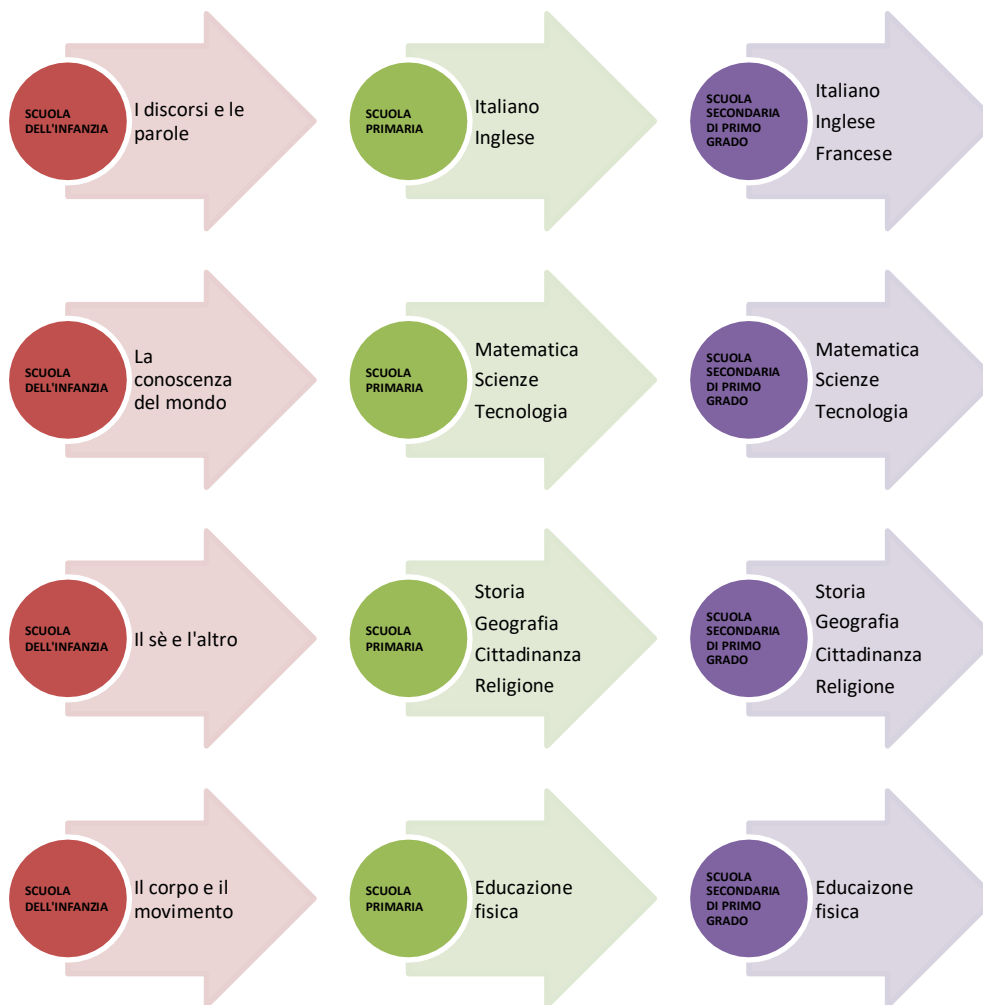 SCUOLA
DELL'INFANZIA
I discorsi e le
parole
SCUOLA
PRIMARIA
Italiano
Inglese
SCUOLA
SECONDARIA
DI PRIMO
GRADO
Italiano
Inglese
Francese
SCUOLA
DELL'INFANZIA
La
conoscenza
del mondo
SCUOLA
PRIMARIA
Matematica
Scienze
Tecnologia
SCUOLA
SECONDARIA
DI PRIMO
GRADO
Matematica
Scienze
Tecnologia
SCUOLA
DELL'INFANZIA
Il sè e l'altro
SCUOLA
PRIMARIA
Storia
Geografia
Cittadinanza
Religione
SCUOLA
SECONDARIA
DI PRIMO
GRADO
Storia
Geografia
Cittadinanza
Religione
SCUOLA
DELL'INFANZIA
Il corpo e il
movimento
SCUOLA
PRIMARIA
Educazione
fisica
SCUOLA
SECONDARIA
DI PRIMO
GRADO
Educaizone
fisica